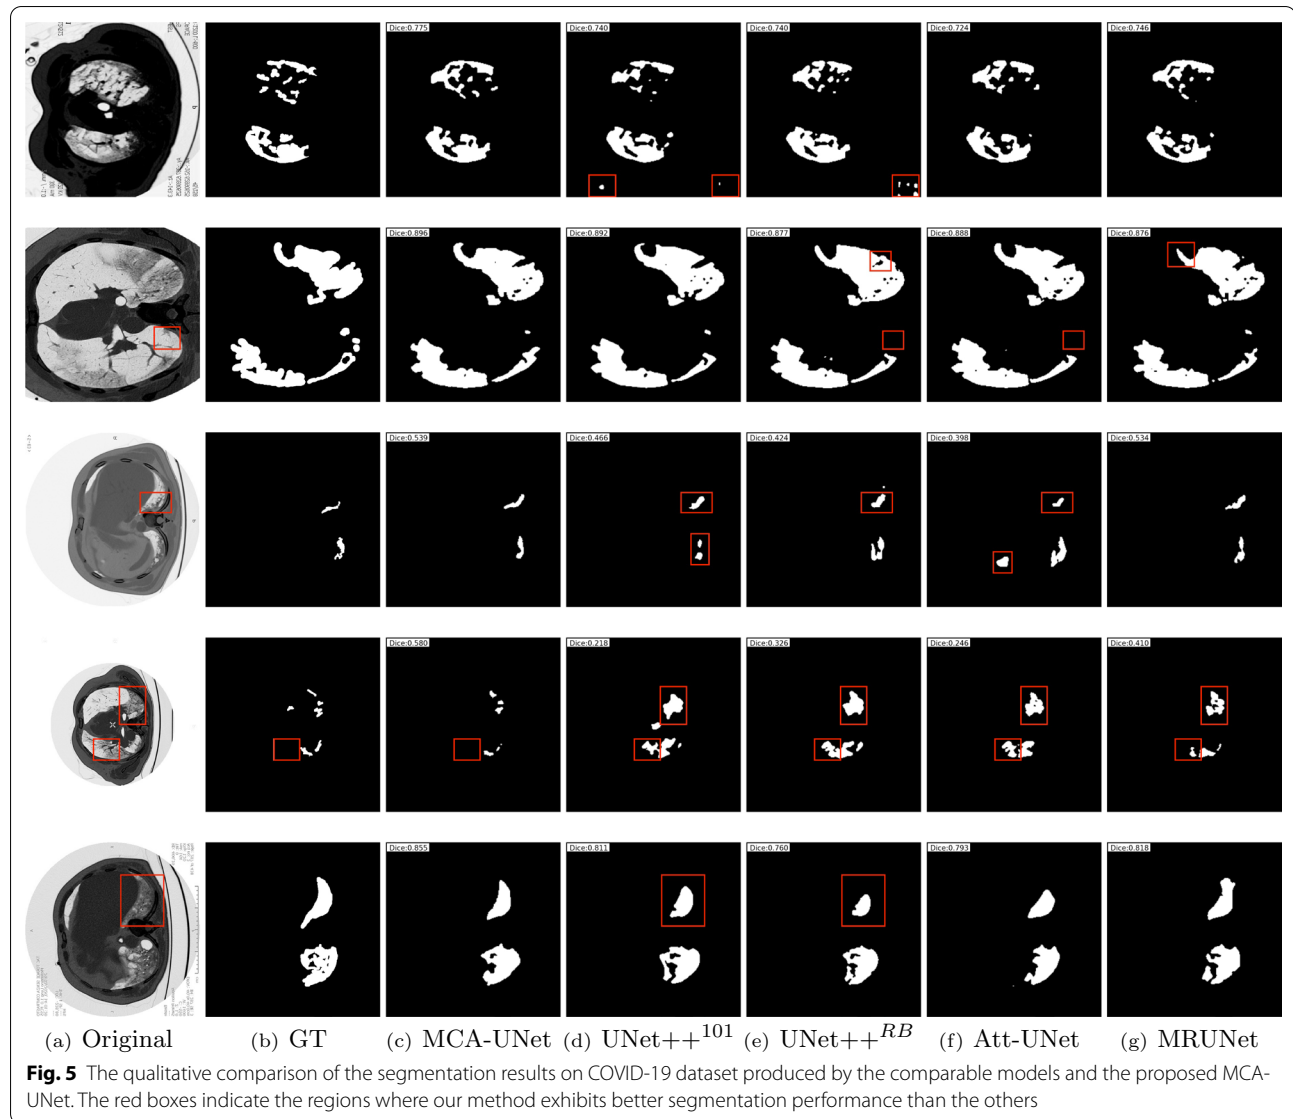 Dice:0.775 Dice:0.740 Dice:0.740 Dice:0.724 Dice:0.746
Dice:0.896 Dice:0.892 Dice:0.877 Dice:0.888 Dice:0.876
Dice:0.539 Dice:0.466 Dice:0.424 Dice:0.398 Dice:0.534
Dice:0.580 Dice:0.218 Dice:0.326 Dice:0.246 Dice:0.410
Dice:0.855 Dice:0.811 Dice:0.760 Dice:0.793 Dice:0.818
(a) Original (b) GT (c) MCA-UNet (d) UNet++^101 (e) UNet++^RB (f) Att-UNet (g) MRUNet
Fig. 5 The qualitative comparison of the segmentation results on COVID-19 dataset produced by the comparable models and the proposed MCA-
UNet. The red boxes indicate the regions where our method exhibits better segmentation performance than the others